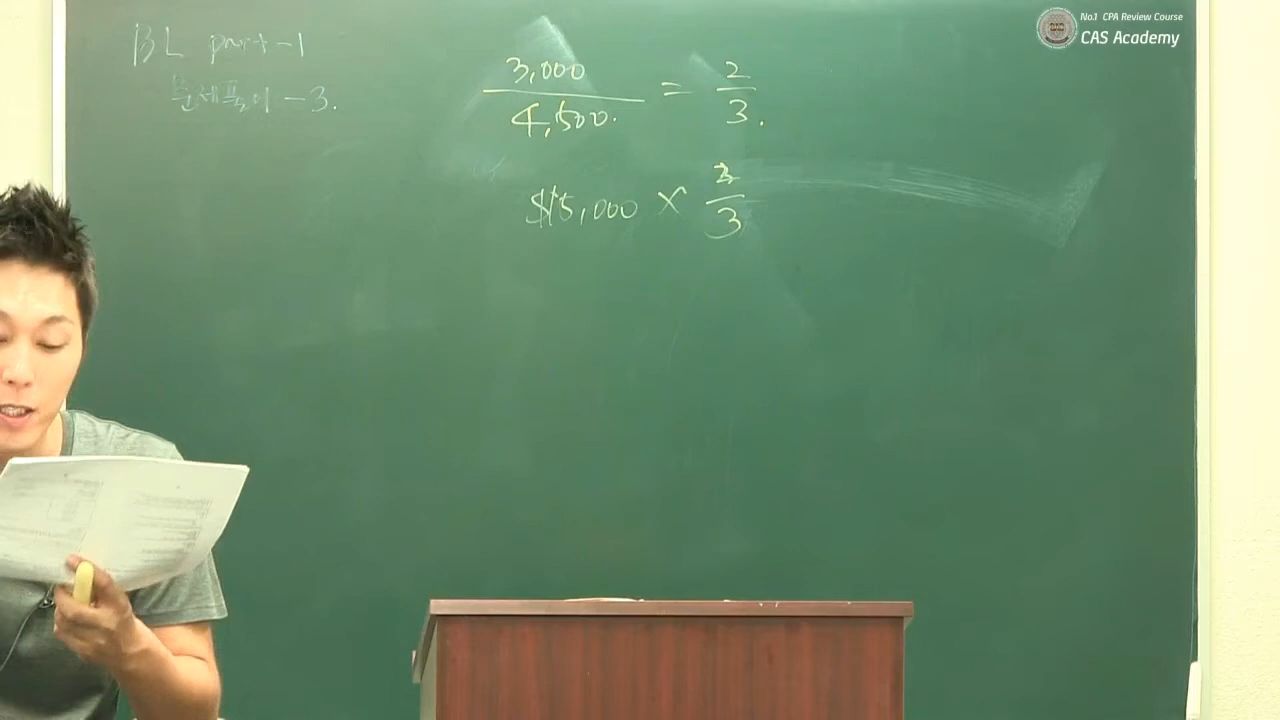 No.1 CPA Review Course
CAS Academy
BL part-1
문제풀이-3.
3,000
4,500.
=
2
3.
$15,000 ×
2
3